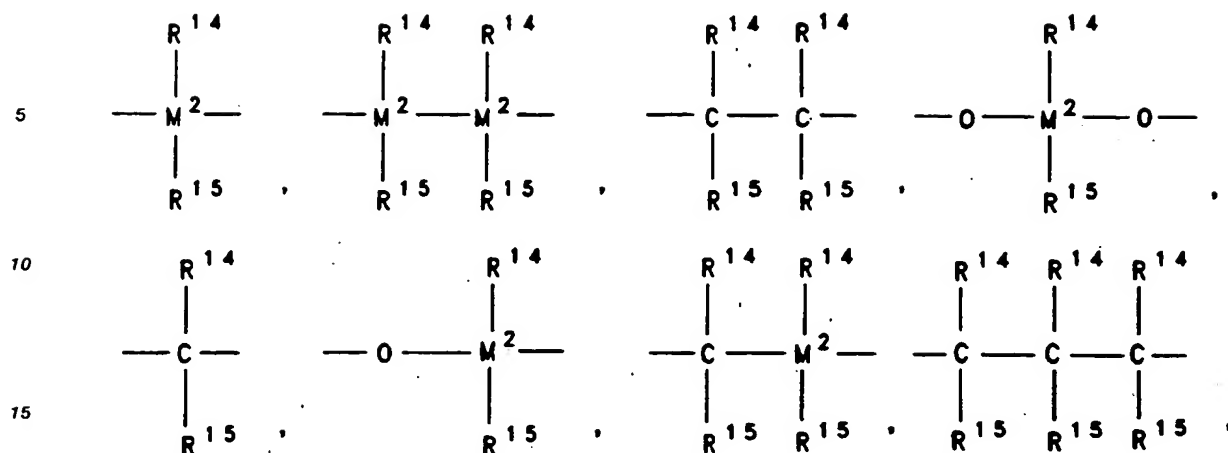 R14 R14 R14 R14 R14 R14
5 —M2— , —M2—M2— , —C—C— , —O—M2—O— ,
R15 R15 R15 R15 R15 R15
10 R14 R14 R14 R14 R14 R14 R14
—C— , —O—M2— , —C—M2— , —C—C—C— ,
15 R15 R15 R15 R15 R15 R15 R15